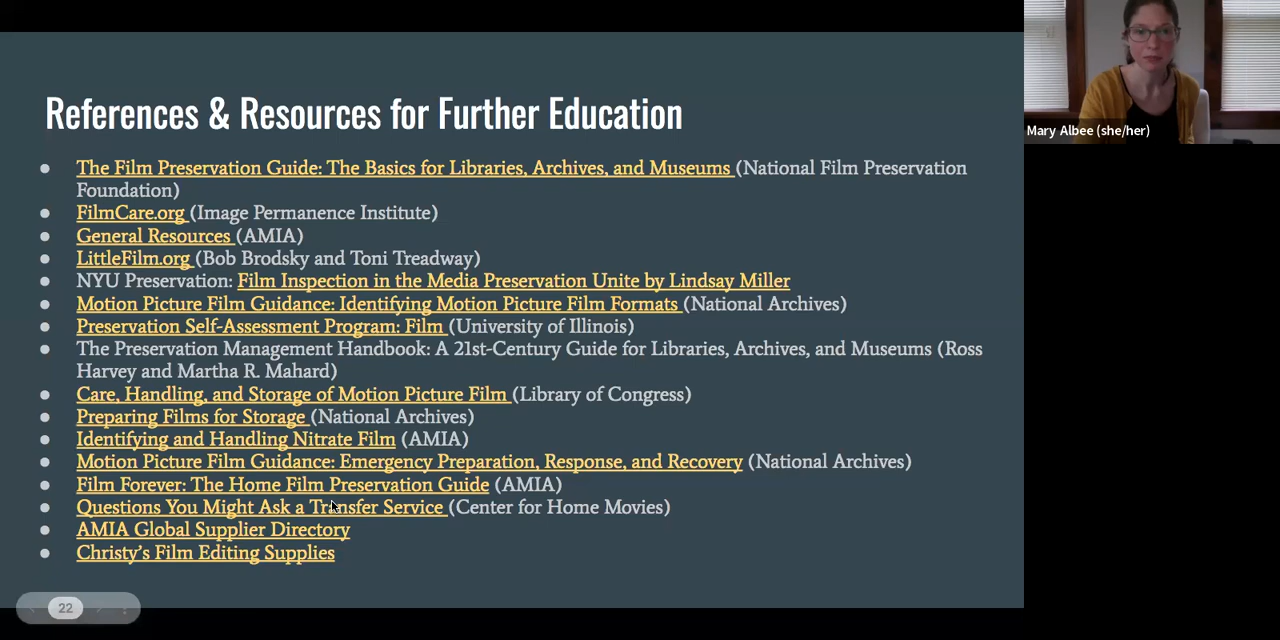 References & Resources for Further Education
The Film Preservation Guide: The Basics for Libraries, Archives, and Museums (National Film Preservation
Foundation)
FilmCare.org (Image Permanence Institute)
General Resources (AMIA)
LittleFilm.org (Bob Brodsky and Toni Treadway)
NYU Preservation: Film Inspection in the Media Preservation Unite by Lindsay Miller
Motion Picture Film Guidance: Identifying Motion Picture Film Formats (National Archives)
Preservation Self-Assessment Program: Film (University of Illinois)
The Preservation Management Handbook: A 21st-Century Guide for Libraries, Archives, and Museums (Ross
Harvey and Martha R. Mahard)
Care, Handling, and Storage of Motion Picture Film (Library of Congress)
Preparing Films for Storage (National Archives)
Identifying and Handling Nitrate Film (AMIA)
Motion Picture Film Guidance: Emergency Preparation, Response, and Recovery (National Archives)
Film Forever: The Home Film Preservation Guide (AMIA)
Questions You Might Ask a Transfer Service (Center for Home Movies)
AMIA Global Supplier Directory
Christy's Film Editing Supplies
22
Mary Albee (she/her)